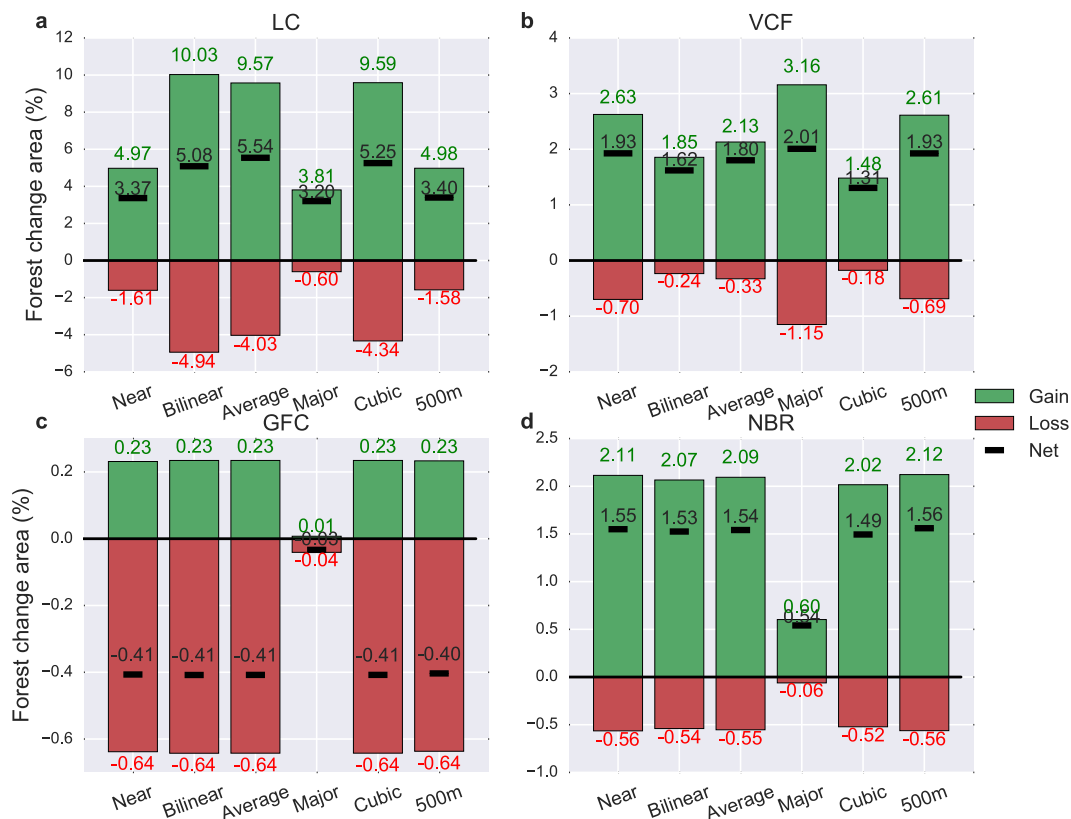 a LC
12
10
8
6
4
2
0
−2
−4
−6
Forest change area (%)
4.97 10.03 9.57 3.81 9.59 4.98
3.37 5.08 5.54 3.20 5.25 3.40
-1.61 -4.94 -4.03 -0.60 -4.34 -1.58
Near Bilinear Average Major Cubic 500m
b VCF
4
3
2
1
0
−1
−2
2.63 1.85 2.13 3.16 1.48 2.61
1.93 1.62 1.80 2.01 1.31 1.93
-0.70 -0.24 -0.33 -1.15 -0.18 -0.69
Near Bilinear Average Major Cubic 500m
Gain
Loss
Net
c GFC
0.2
0.0
−0.2
−0.4
−0.6
Forest change area (%)
0.23 0.23 0.23 0.01 0.23 0.23
-0.41 -0.41 -0.41 -0.03 -0.41 -0.40
-0.64 -0.64 -0.64 -0.04 -0.64 -0.64
Near Bilinear Average Major Cubic 500m
d NBR
2.5
2.0
1.5
1.0
0.5
0.0
−0.5
−1.0
2.11 2.07 2.09 0.60 2.02 2.12
1.55 1.53 1.54 0.54 1.49 1.56
-0.56 -0.54 -0.55 -0.06 -0.52 -0.56
Near Bilinear Average Major Cubic 500m